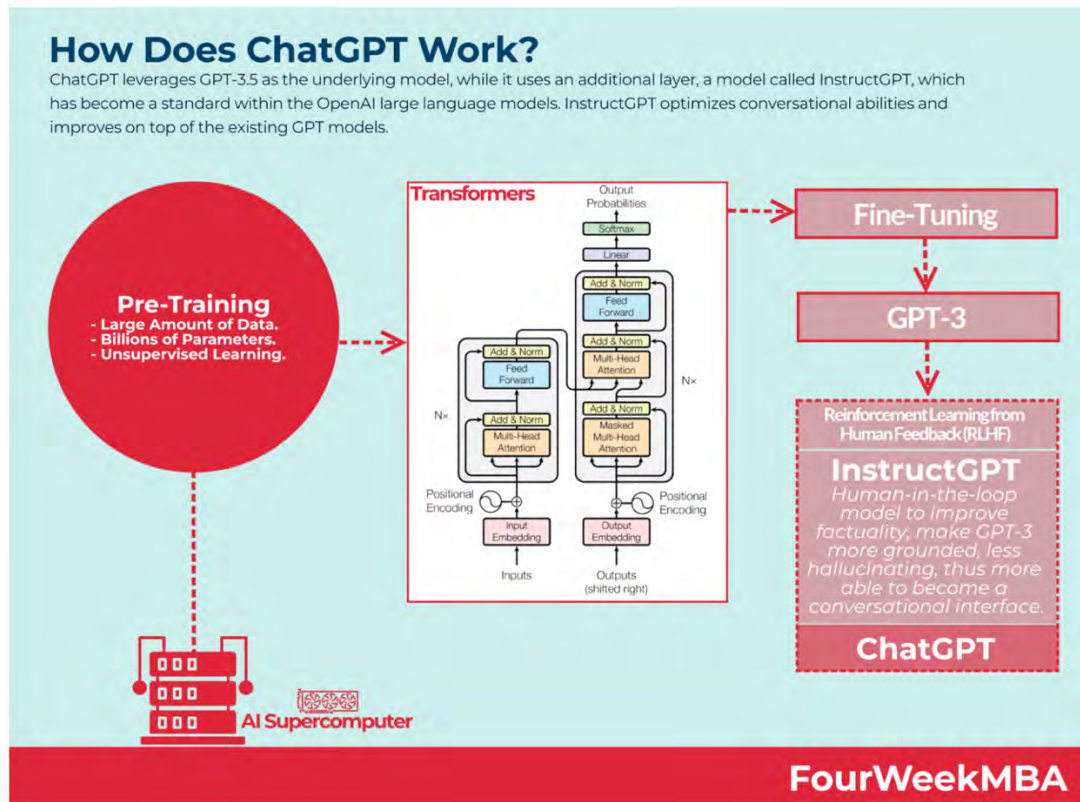 How Does ChatGPT Work?
ChatGPT leverages GPT-3.5 as the underlying model, while it uses an additional layer, a model called InstructGPT, which
has become a standard within the OpenAI large language models. InstructGPT optimizes conversational abilities and
improves on top of the existing GPT models.
Pre-Training
- Large Amount of Data.
- Billions of Parameters.
- Unsupervised Learning.
AI Supercomputer
Transformers
Output
Probabilities
Softmax
Linear
Add & Norm
Feed
Forward
Add & Norm
Multi-Head
Attention
Nx
Add & Norm
Masked
Multi-Head
Attention
Positional
Encoding
Output
Embedding
Outputs
(shifted right)
Add & Norm
Feed
Forward
Nx
Add & Norm
Multi-Head
Attention
Positional
Encoding
Input
Embedding
Inputs
Fine-Tuning
GPT-3
Reinforcement Learning from
Human Feedback (RLHF)
InstructGPT
Human-in-the-loop
model to improve
factuality, make GPT-3
more grounded, less
hallucinating, thus more
able to become a
conversational interface.
ChatGPT
FourWeekMBA